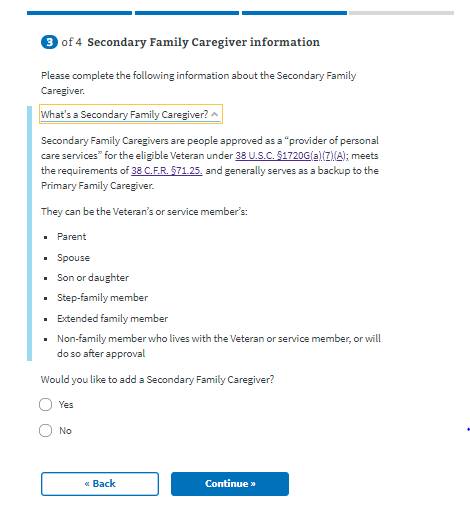 3 of 4 Secondary Family Caregiver information
Please complete the following information about the Secondary Family
Caregiver.
What's a Secondary Family Caregiver?
Secondary Family Caregivers are people approved as a “provider of personal
care services” for the eligible Veteran under 38 U.S.C. §1720G(a)(7)(A); meets
the requirements of 38 C.F.R. §71.25. and generally serves as a backup to the
Primary Family Caregiver.
They can be the Veteran’s or service member’s:
• Parent
• Spouse
• Son or daughter
• Step-family member
• Extended family member
• Non-family member who lives with the Veteran or service member, or will
do so after approval
Would you like to add a Secondary Family Caregiver?
Yes
No
« Back
Continue »